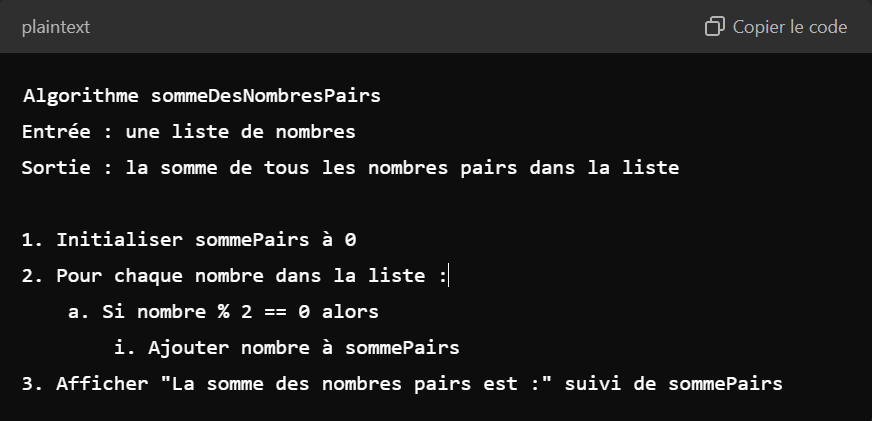 plaintext
Copier le code
Algorithme sommeDesNombresPairs
Entrée : une liste de nombres
Sortie : la somme de tous les nombres pairs dans la liste
1. Initialiser sommePairs à 0
2. Pour chaque nombre dans la liste :
a. Si nombre % 2 == 0 alors
i. Ajouter nombre à sommePairs
3. Afficher "La somme des nombres pairs est :" suivi de sommePairs